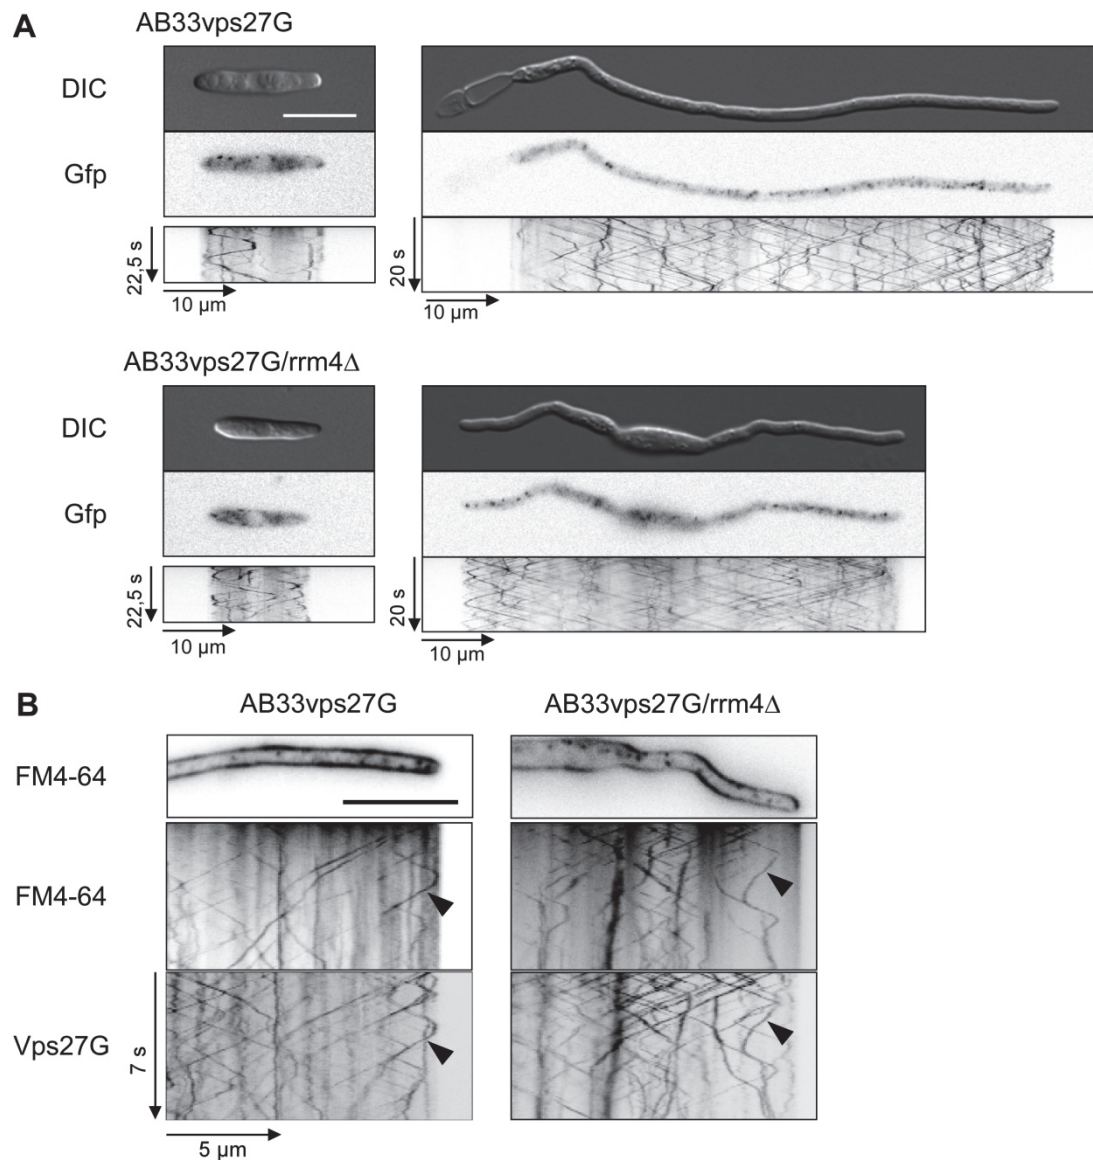 A
AB33vps27G
DIC
Gfp
22,5 s
10 µm
20 s
10 µm
AB33vps27G/rrm4Δ
DIC
Gfp
22,5 s
10 µm
20 s
10 µm
B
AB33vps27G
AB33vps27G/rrm4Δ
FM4-64
FM4-64
Vps27G
7 s
5 µm